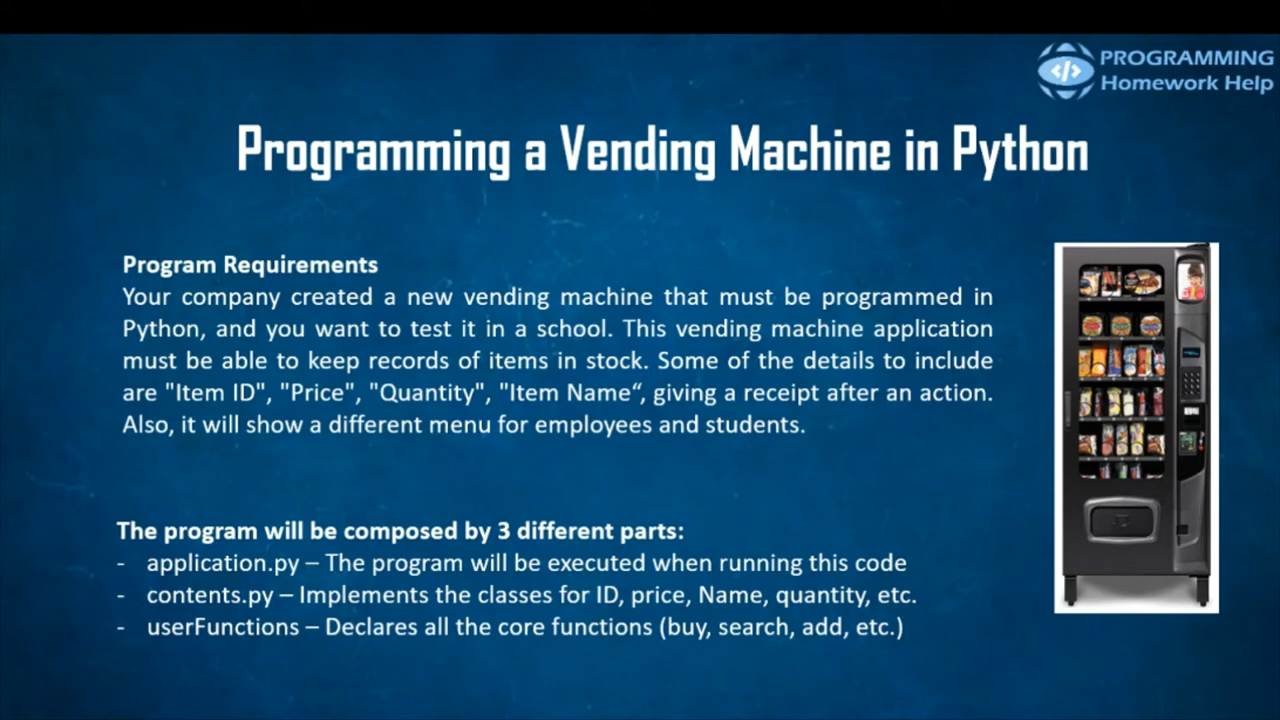 PROGRAMMING
Homework Help
Programming a Vending Machine in Python
Program Requirements
Your company created a new vending machine that must be programmed in
Python, and you want to test it in a school. This vending machine application
must be able to keep records of items in stock. Some of the details to include
are "Item ID", "Price", "Quantity", "Item Name“, giving a receipt after an action.
Also, it will show a different menu for employees and students.
The program will be composed by 3 different parts:
- application.py – The program will be executed when running this code
- contents.py – Implements the classes for ID, price, Name, quantity, etc.
- userFunctions – Declares all the core functions (buy, search, add, etc.)